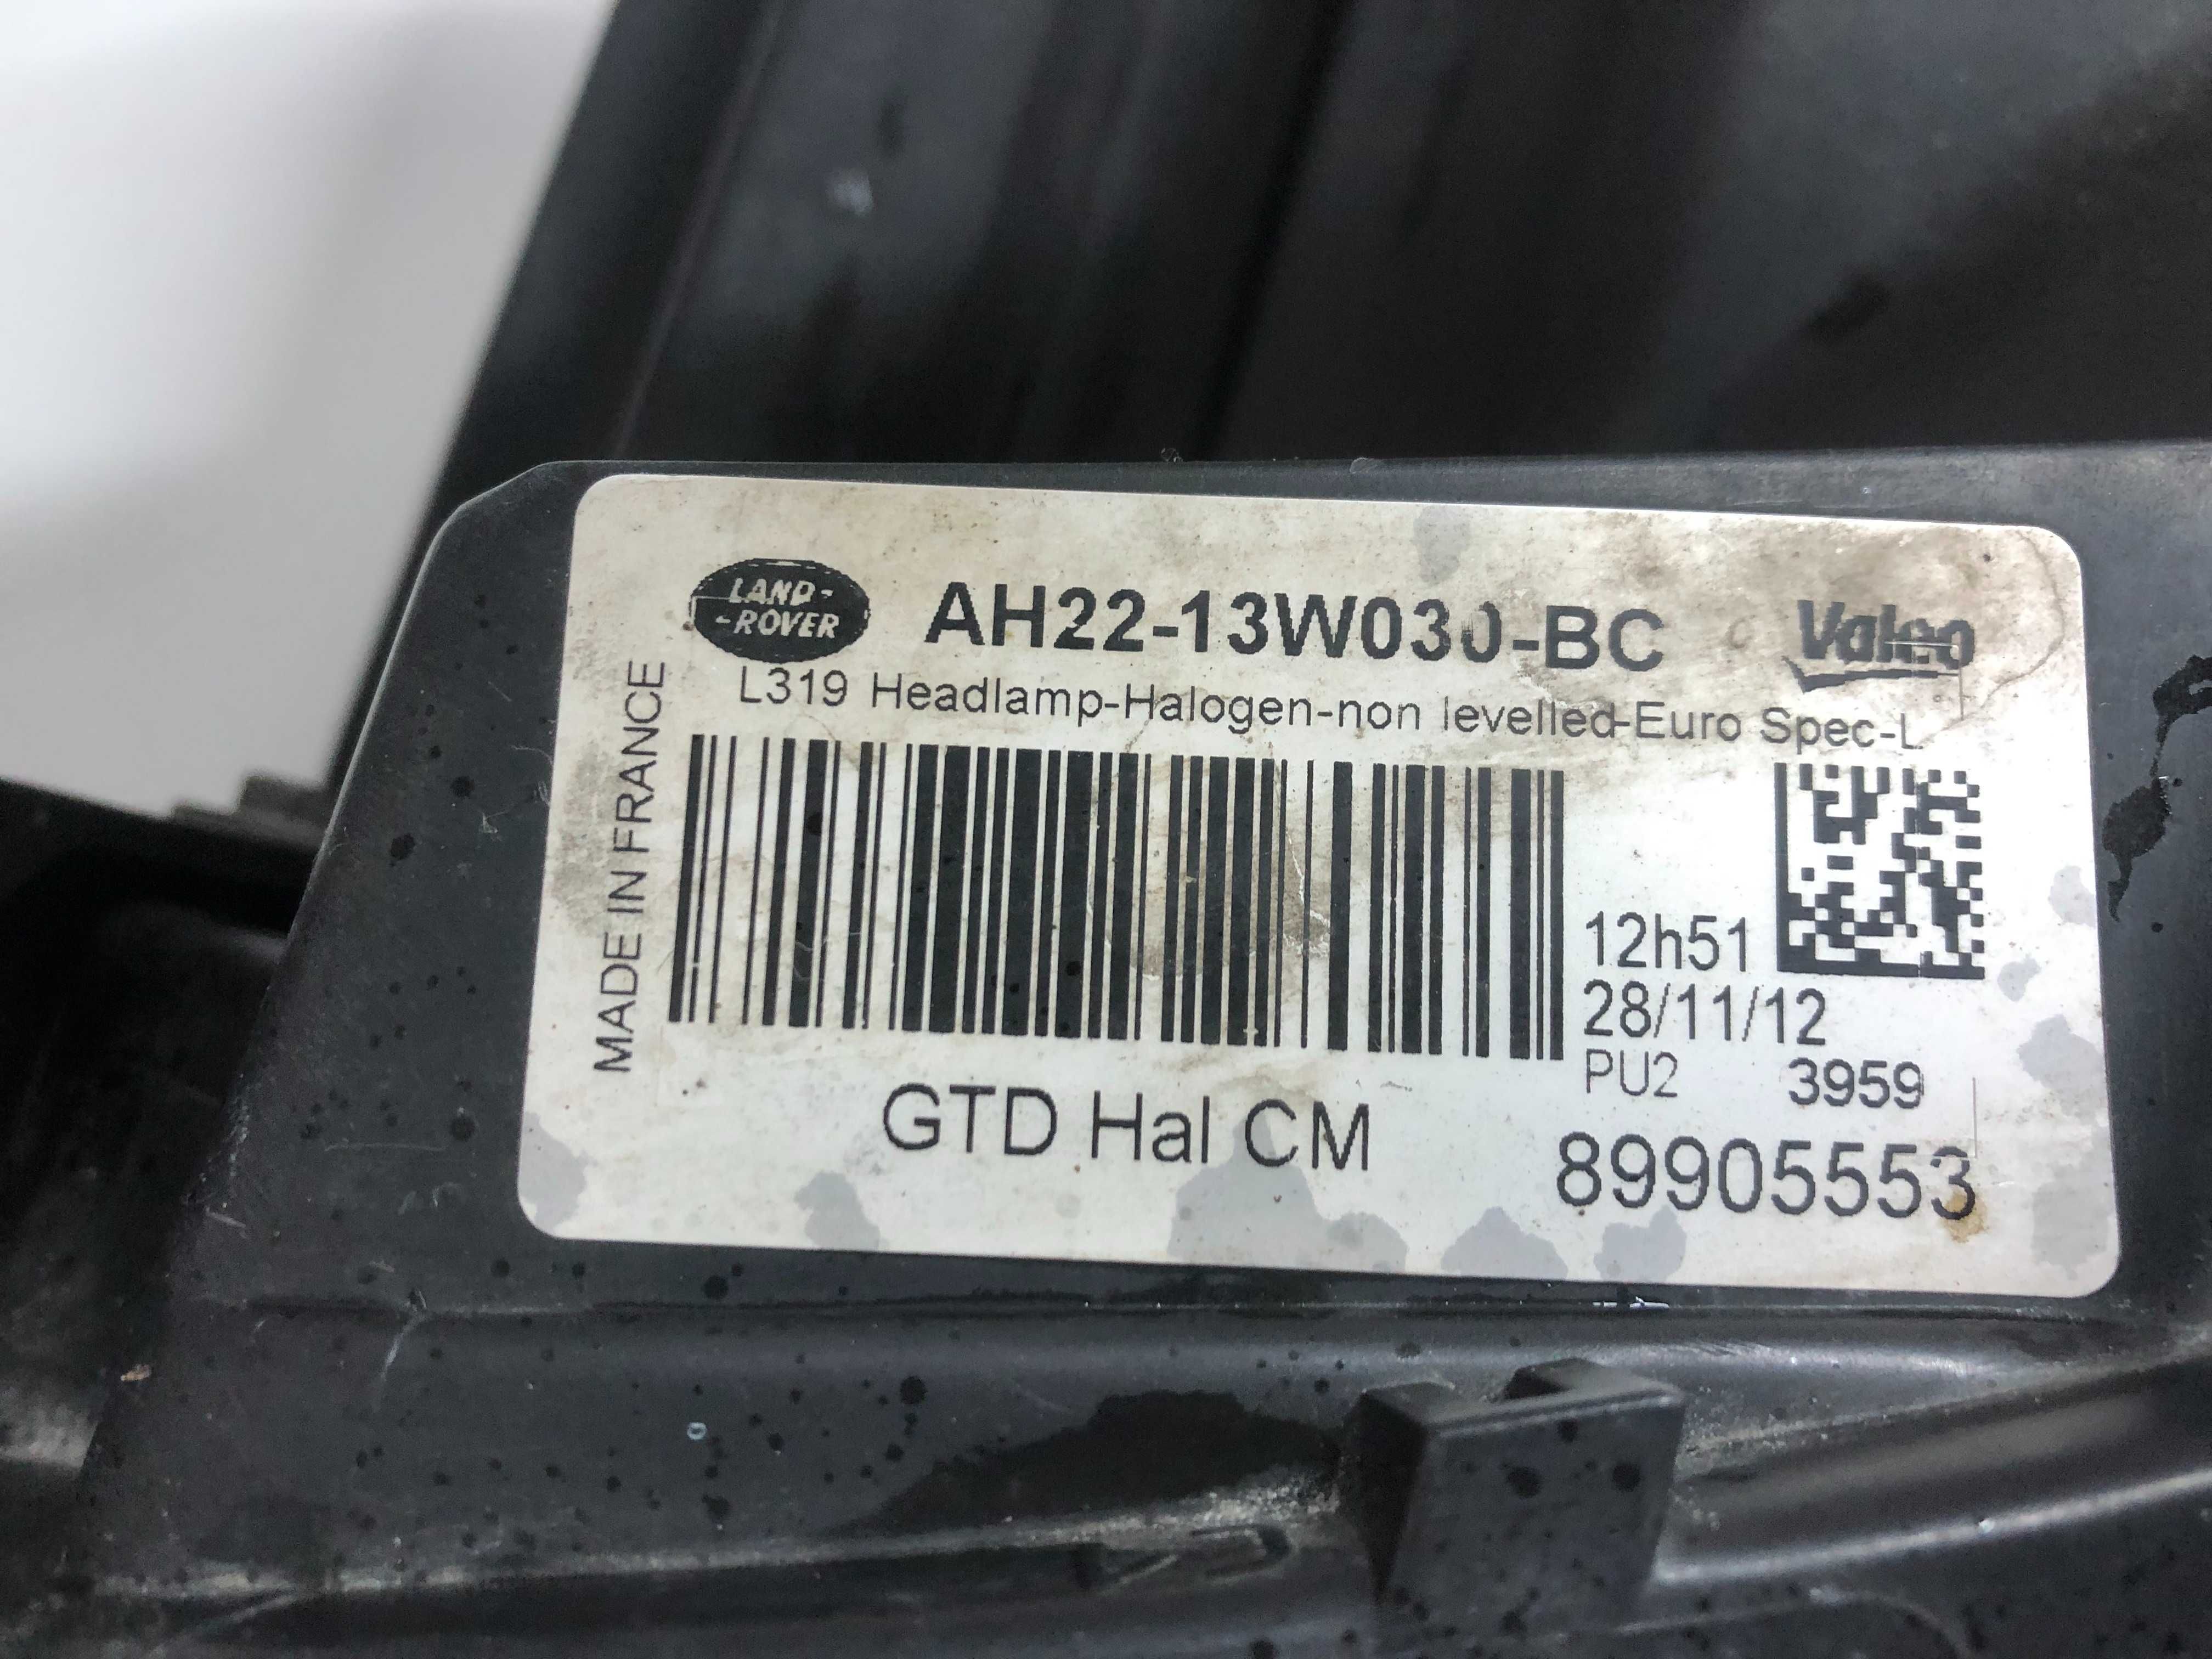 LAND-
-ROVER
AH22-13W030-BC
Valeo
L319 Headlamp-Halogen-non levelled-Euro Spec-L
MADE IN FRANCE
12h51
28/11/12
PU2 3959
GTD Hal CM
89905553